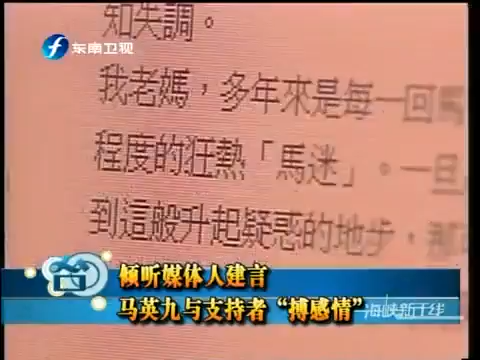 东南卫视
知失調。
我老媽，多年來是每一回馬
程度的狂熱「馬迷」。一旦
到這般升起疑惑的地步，那
倾听媒体人建言
马英九与支持者“搏感情”
海峡新干线